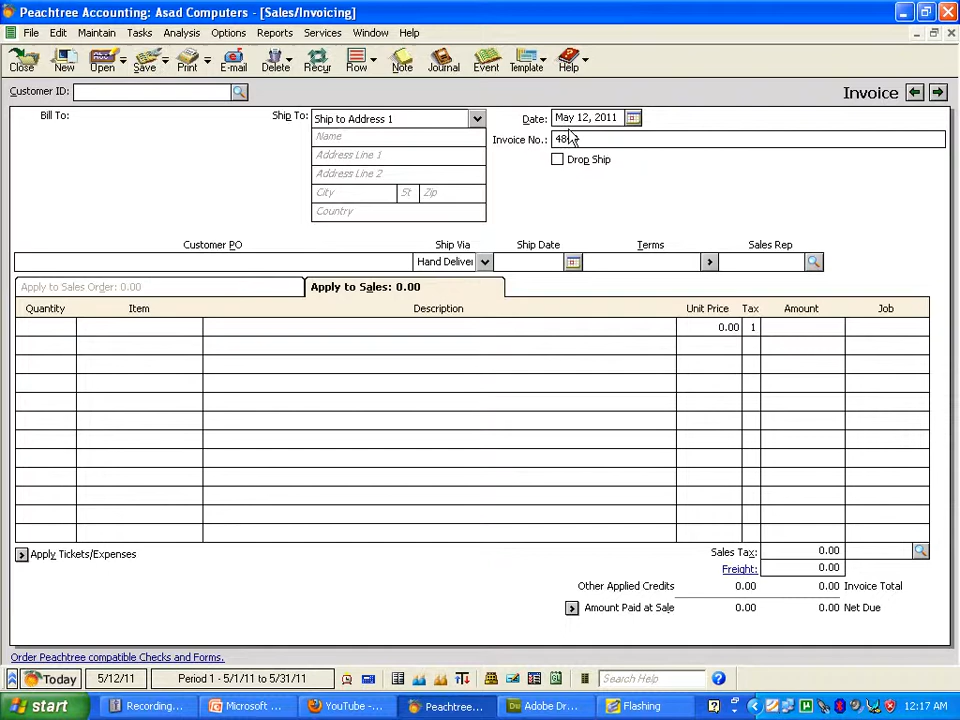 Peachtree Accounting: Asad Computers - [Sales/Invoicing]
File Edit Maintain Tasks Analysis Options Reports Services Window Help
Close New Open Save Print E-mail Delete Recur Row Note Journal Event Template Help
Customer ID: Invoice
Bill To: Ship To: Ship to Address 1 Date: May 12, 2011
Name Invoice No.:
Address Line 1 Drop Ship
Address Line 2
City St Zip
Country
Customer PO Ship Via Ship Date Terms Sales Rep
Hand Deliver
Apply to Sales Order: 0.00 Apply to Sales: 0.00
Quantity Item Description Unit Price Tax Amount Job
0.00 1
Apply Tickets/Expenses Sales Tax: 0.00
Freight: 0.00
Other Applied Credits 0.00 0.00 Invoice Total
Amount Paid at Sale 0.00 0.00 Net Due
Order Peachtree compatible Checks and Forms.
Today 5/12/11 Period 1 - 5/1/11 to 5/31/11 Search Help
start Recording... Microsoft ... YouTube -... Peachtree... Adobe Dr... Flashing 12:17 AM